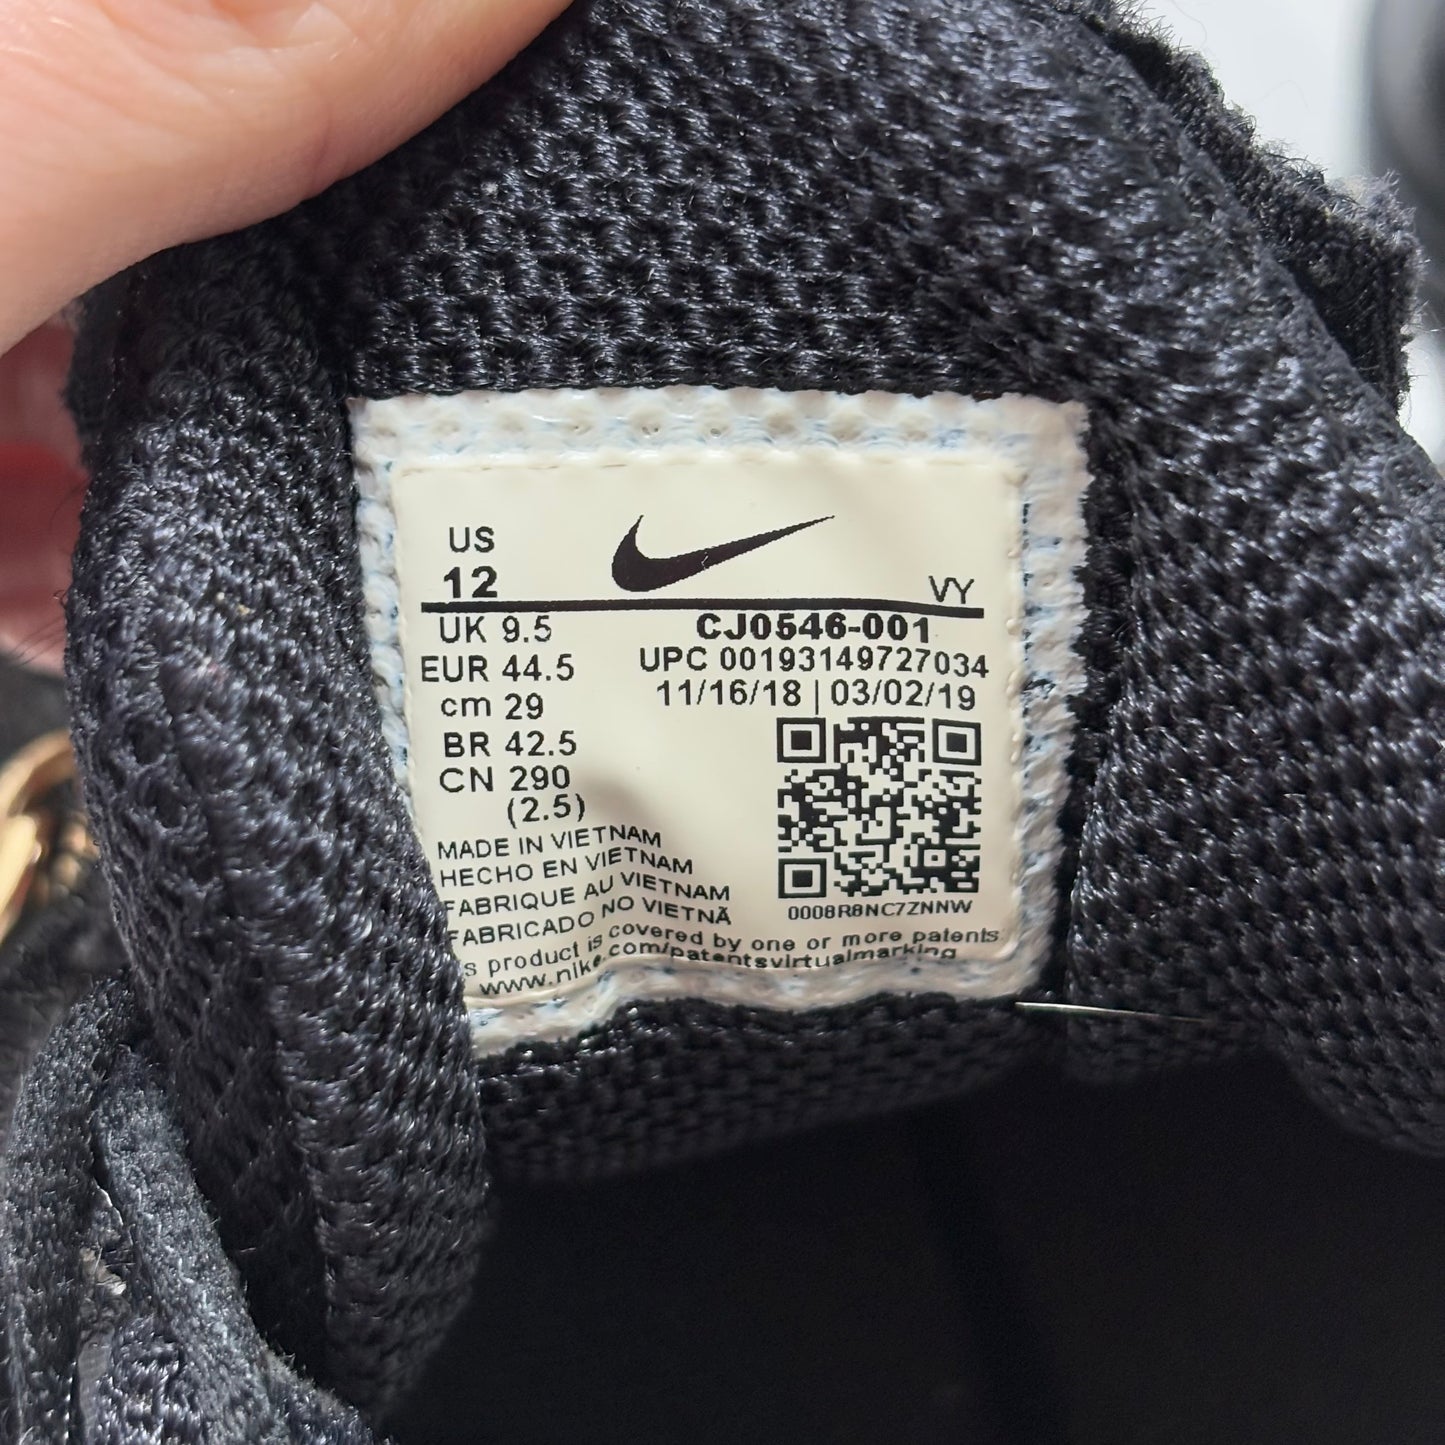 US
12
VY
UK 9.5
EUR 44.5
cm 29
BR 42.5
CN 290
(2.5)
CJ0546-001
UPC 00193149727034
11/16/18 | 03/02/19
0008R8NC7ZNNW
MADE IN VIETNAM
HECHO EN VIETNAM
FABRIQUE AU VIETNAM
FABRICADO NO VIETNÃ
s product is covered by one or more patents
www.nike.com/patentsvirtualmarking